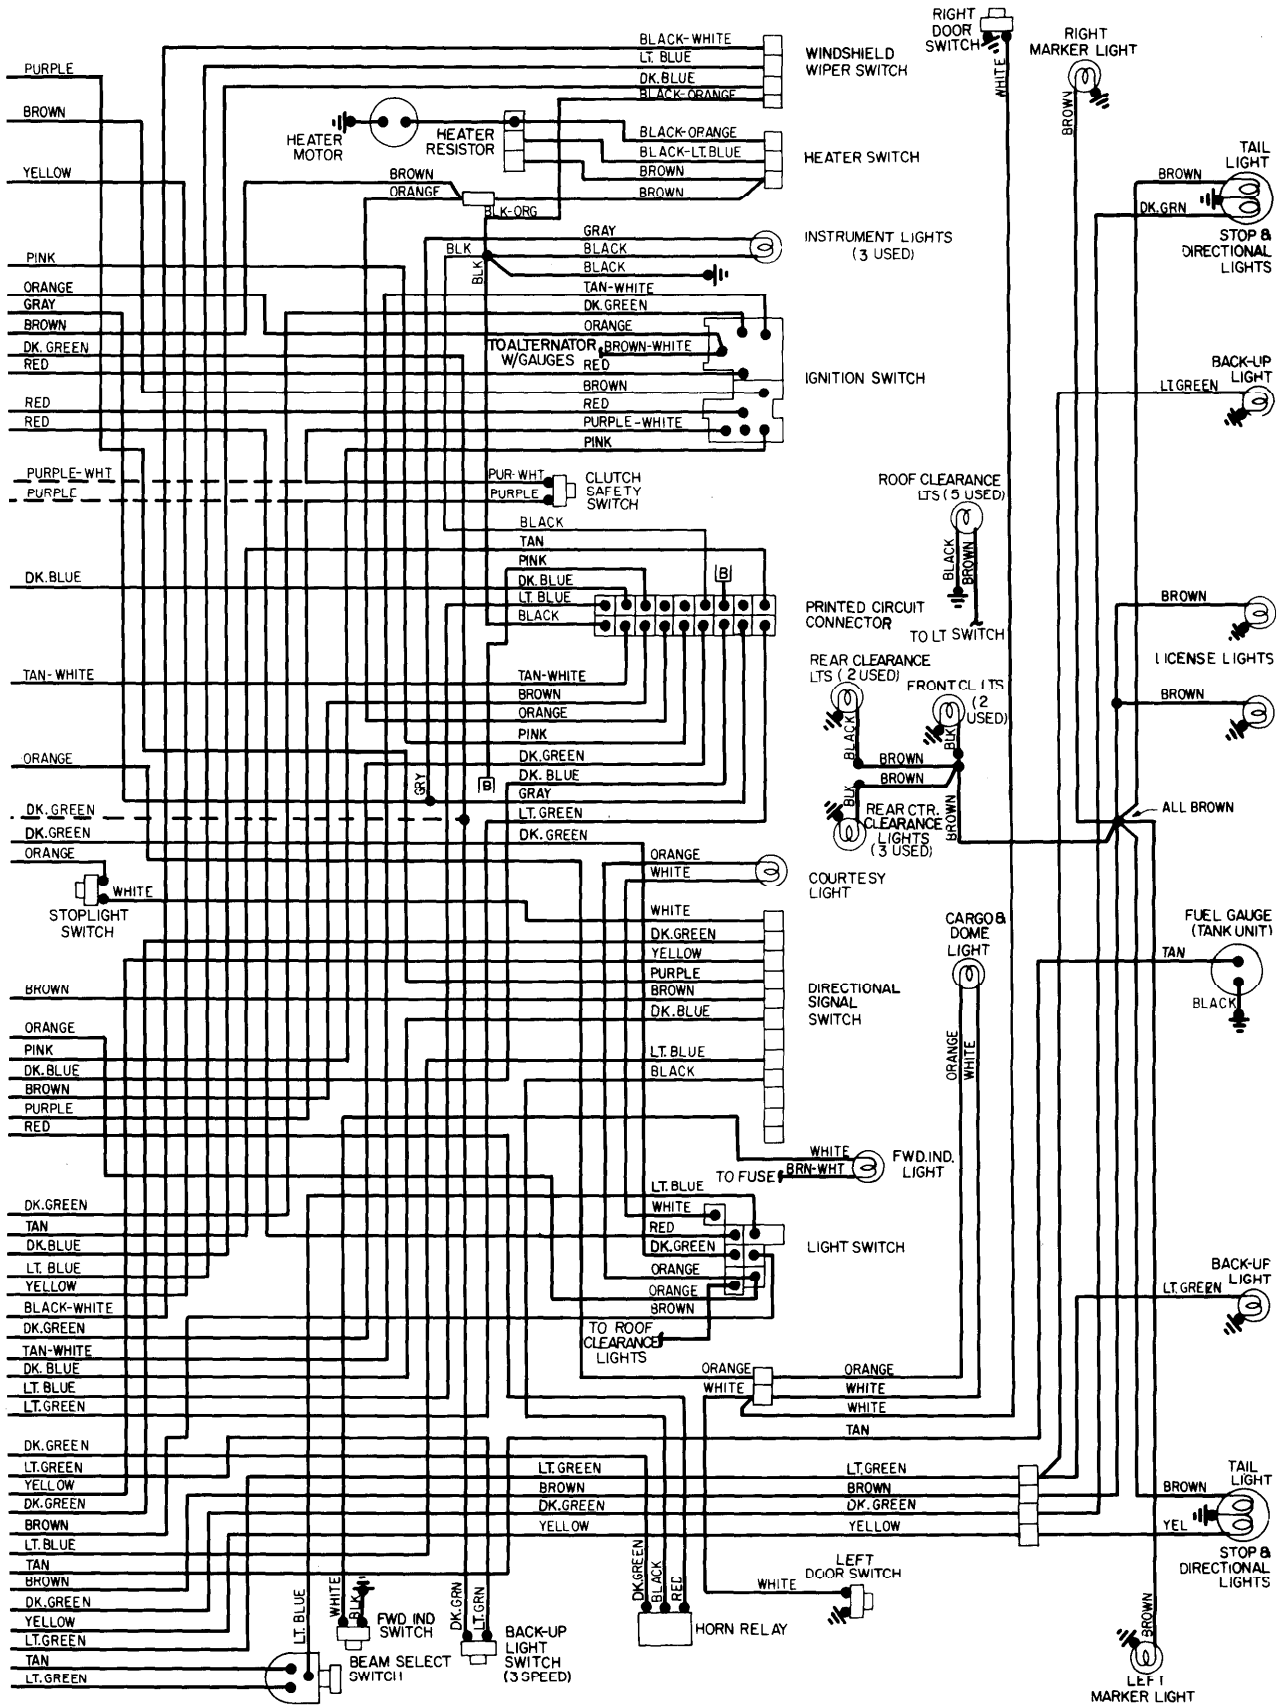 RIGHT
DOOR
SWITCH
WHITE
RIGHT
MARKER LIGHT
BROWN
BLACK-WHITE
LT. BLUE
DK.BLUE
BLACK-ORANGE
WINDSHIELD
WIPER SWITCH
PURPLE
BROWN
YELLOW
HEATER
MOTOR
HEATER
RESISTOR
BLACK-ORANGE
BLACK-LT.BLUE
BROWN
BROWN
HEATER SWITCH
BROWN
ORANGE
BLK-ORG
TAIL
LIGHT
BROWN
DK.GRN
STOP &
DIRECTIONAL
LIGHTS
GRAY
BLACK
BLACK
BLK
BLK
INSTRUMENT LIGHTS
(3 USED)
PINK
ORANGE
GRAY
BROWN
DK. GREEN
RED
RED
RED
TAN-WHITE
DK.GREEN
ORANGE
TO ALTERNATOR
W/GAUGES
BROWN-WHITE
RED
BROWN
RED
PURPLE-WHITE
PINK
IGNITION SWITCH
BACK-UP
LIGHT
LT.GREEN
PURPLE-WHT
PURPLE
PUR-WHT
PURPLE
CLUTCH
SAFETY
SWITCH
ROOF CLEARANCE
LTS (5 USED)
BLACK
BROWN
TO LT SWITCH
BLACK
TAN
PINK
DK.BLUE
LT. BLUE
BLACK
B
PRINTED CIRCUIT
CONNECTOR
DK.BLUE
BROWN
LICENSE LIGHTS
BROWN
REAR CLEARANCE
LTS (2 USED)
FRONT CL LTS
(2
USED)
BLACK
BLK
BROWN
BROWN
BLK
REAR CTR.
CLEARANCE
LIGHTS
(3 USED)
BROWN
ALL BROWN
TAN-WHITE
TAN-WHITE
BROWN
ORANGE
PINK
DK.GREEN
DK. BLUE
GRAY
LT.GREEN
DK.GREEN
GRY
B
ORANGE
DK. GREEN
DK.GREEN
ORANGE
WHITE
STOPLIGHT
SWITCH
ORANGE
WHITE
COURTESY
LIGHT
CARGO &
DOME
LIGHT
ORANGE
WHITE
FUEL GAUGE
(TANK UNIT)
TAN
BLACK
WHITE
DK.GREEN
YELLOW
PURPLE
BROWN
DK.BLUE
LT.BLUE
BLACK
DIRECTIONAL
SIGNAL
SWITCH
BROWN
ORANGE
PINK
DK.BLUE
BROWN
PURPLE
RED
WHITE
BRN-WHT
TO FUSE
FWD.IND.
LIGHT
LT.BLUE
WHITE
RED
DK.GREEN
ORANGE
ORANGE
BROWN
LIGHT SWITCH
TO ROOF
CLEARANCE
LIGHTS
DK.GREEN
TAN
DK.BLUE
LT. BLUE
YELLOW
BLACK-WHITE
DK.GREEN
TAN-WHITE
DK. BLUE
LT. BLUE
LT.GREEN
BACK-UP
LIGHT
LT.GREEN
ORANGE
WHITE
ORANGE
WHITE
WHITE
TAN
DK.GREEN
LT.GREEN
YELLOW
DK.GREEN
BROWN
LT.BLUE
TAN
BROWN
DK.GREEN
YELLOW
LT.GREEN
TAN
LT.GREEN
LT.GREEN
BROWN
DK.GREEN
YELLOW
LT.GREEN
BROWN
DK. GREEN
YELLOW
TAIL
LIGHT
BROWN
YEL
STOP &
DIRECTIONAL
LIGHTS
LT. BLUE
WHITE
BLK
FWD IND
SWITCH
BEAM SELECT
SWITCH
DK.GRN
LT.GRN
BACK-UP
LIGHT
SWITCH
(3 SPEED)
DK.GREEN
BLACK
RED
HORN RELAY
LEFT
DOOR SWITCH
WHITE
BROWN
LEFT
MARKER LIGHT